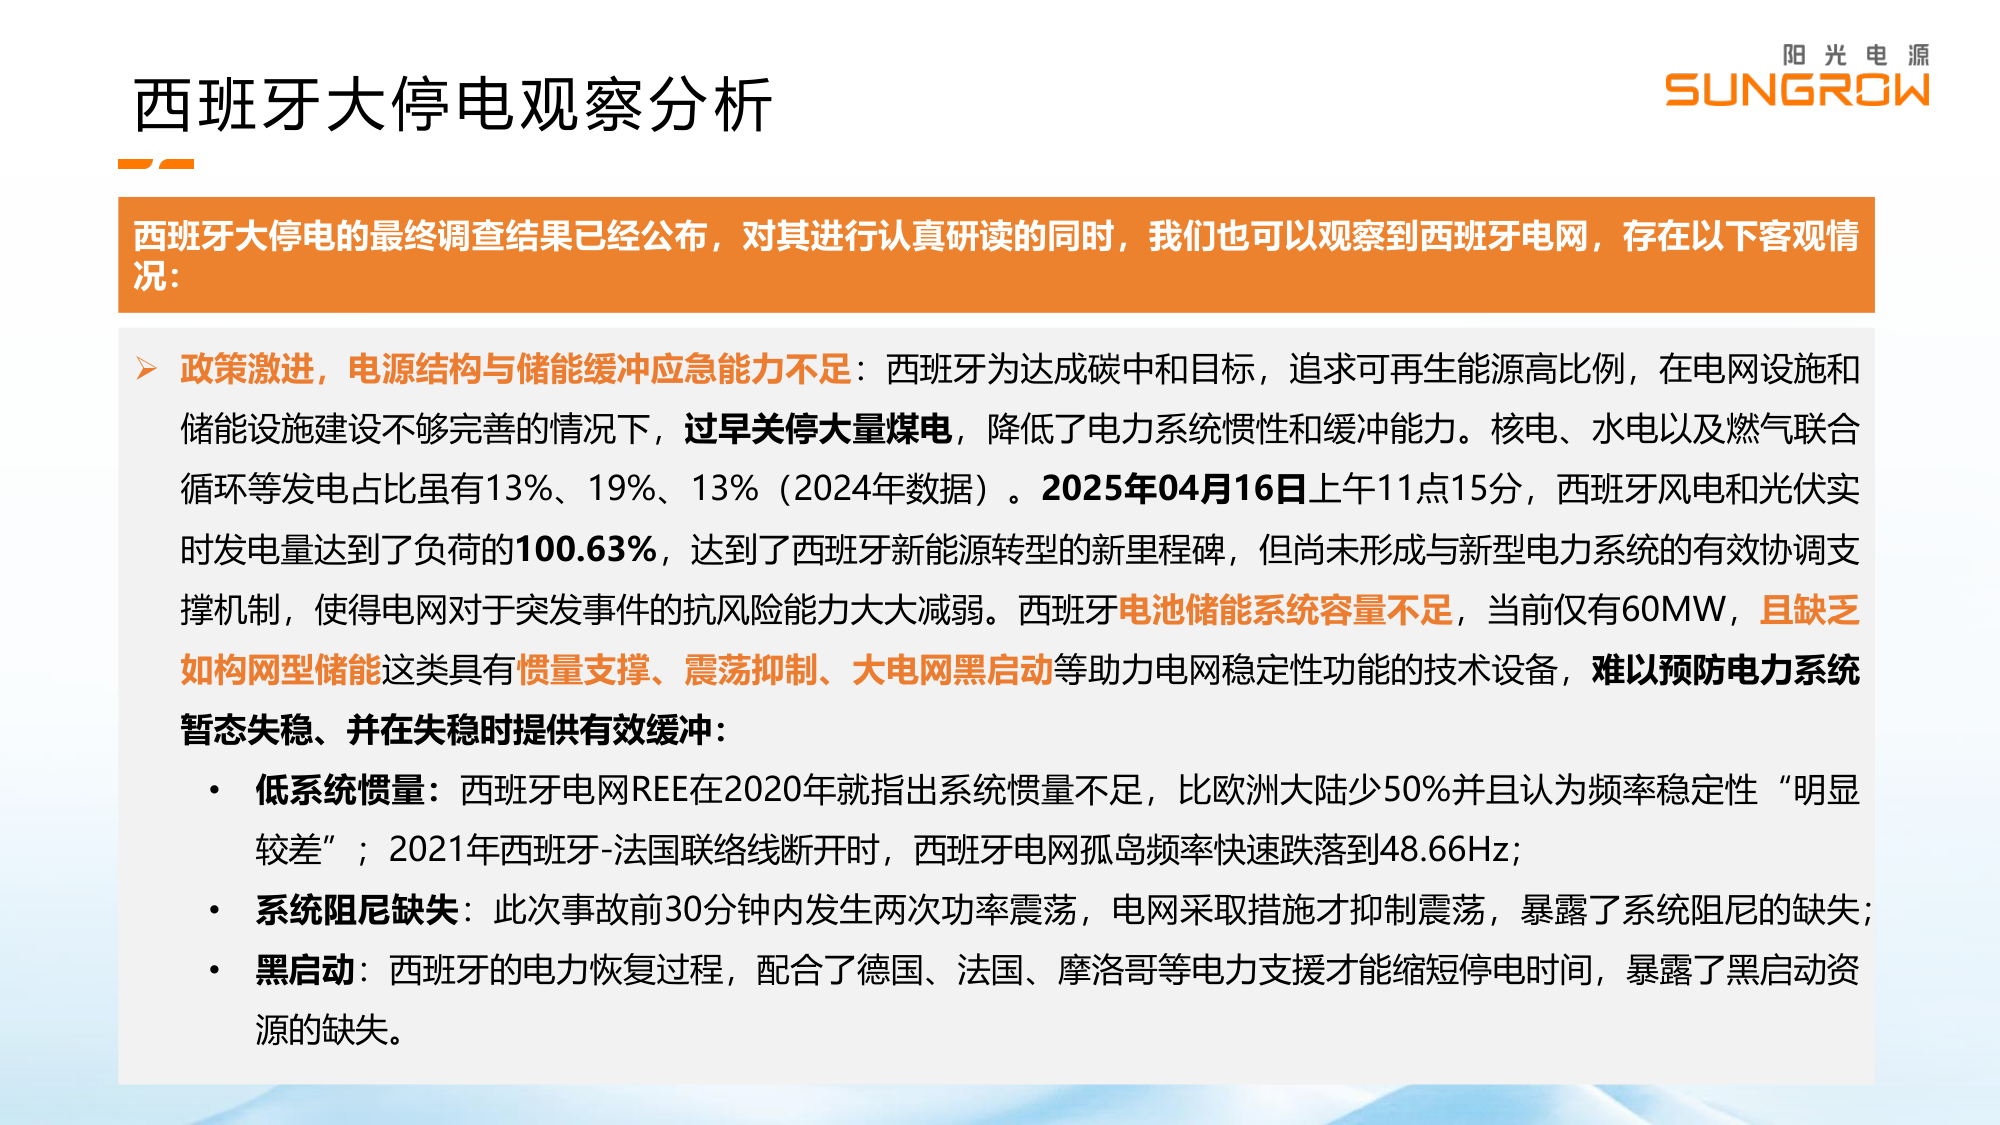 阳光电源
SUNGROW
西班牙大停电观察分析
西班牙大停电的最终调查结果已经公布，对其进行认真研读的同时，我们也可以观察到西班牙电网，存在以下客观情
况：
➢ 政策激进，电源结构与储能缓冲应急能力不足：西班牙为达成碳中和目标，追求可再生能源高比例，在电网设施和
储能设施建设不够完善的情况下，过早关停大量煤电，降低了电力系统惯性和缓冲能力。核电、水电以及燃气联合
循环等发电占比虽有13%、19%、13%（2024年数据）。2025年04月16日上午11点15分，西班牙风电和光伏实
时发电量达到了负荷的100.63%，达到了西班牙新能源转型的新里程碑，但尚未形成与新型电力系统的有效协调支
撑机制，使得电网对于突发事件的抗风险能力大大减弱。西班牙电池储能系统容量不足，当前仅有60MW，且缺乏
如构网型储能这类具有惯量支撑、震荡抑制、大电网黑启动等助力电网稳定性功能的技术设备，难以预防电力系统
暂态失稳、并在失稳时提供有效缓冲：
• 低系统惯量：西班牙电网REE在2020年就指出系统惯量不足，比欧洲大陆少50%并且认为频率稳定性“明显
较差”；2021年西班牙-法国联络线断开时，西班牙电网孤岛频率快速跌落到48.66Hz；
• 系统阻尼缺失：此次事故前30分钟内发生两次功率震荡，电网采取措施才抑制震荡，暴露了系统阻尼的缺失；
• 黑启动：西班牙的电力恢复过程，配合了德国、法国、摩洛哥等电力支援才能缩短停电时间，暴露了黑启动资
源的缺失。